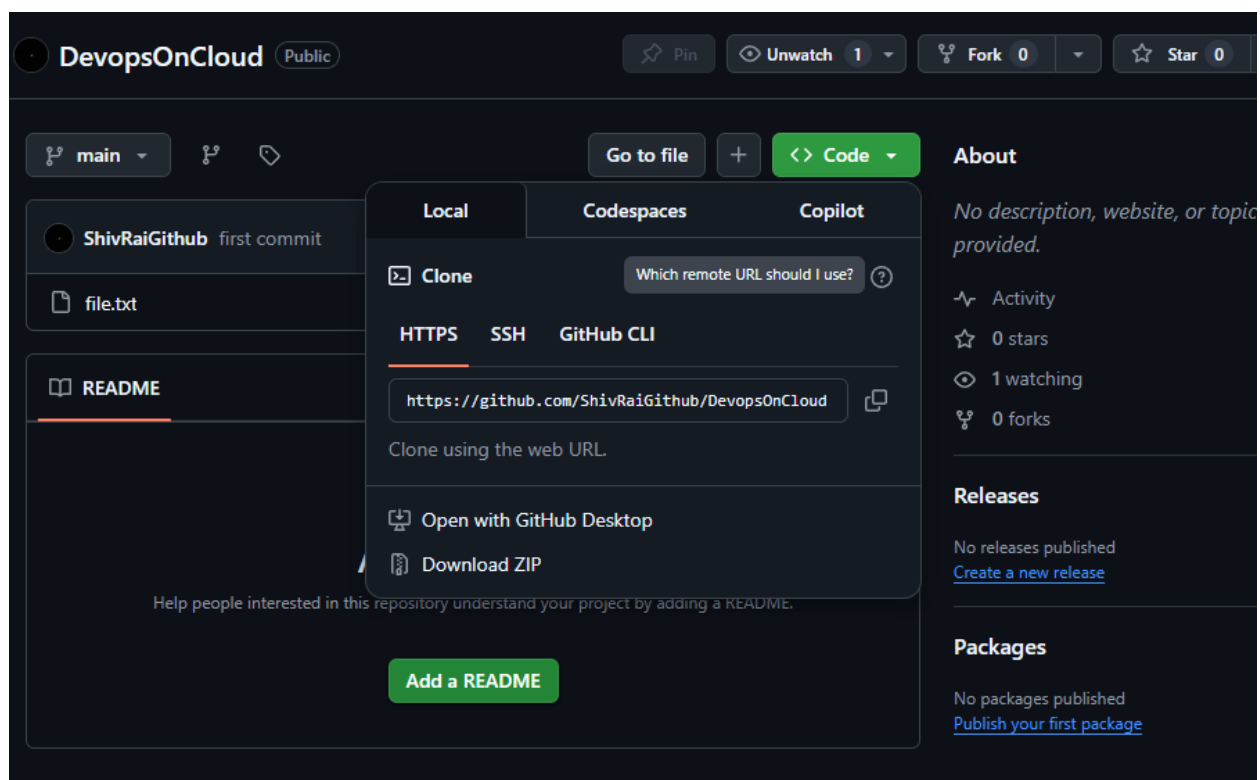 DevopsOnCloud Public
Pin Unwatch 1 Fork 0 Star 0
main Go to file Code
Local Codespaces Copilot
ShivRaiGithub first commit
file.txt
Clone Which remote URL should I use?
HTTPS SSH GitHub CLI
https://github.com/ShivRaiGithub/DevopsOnCloud
Clone using the web URL.
Open with GitHub Desktop
Download ZIP
README
Help people interested in this repository understand your project by adding a README.
Add a README
About
No description, website, or topic
provided.
Activity
0 stars
1 watching
0 forks
Releases
No releases published
Create a new release
Packages
No packages published
Publish your first package